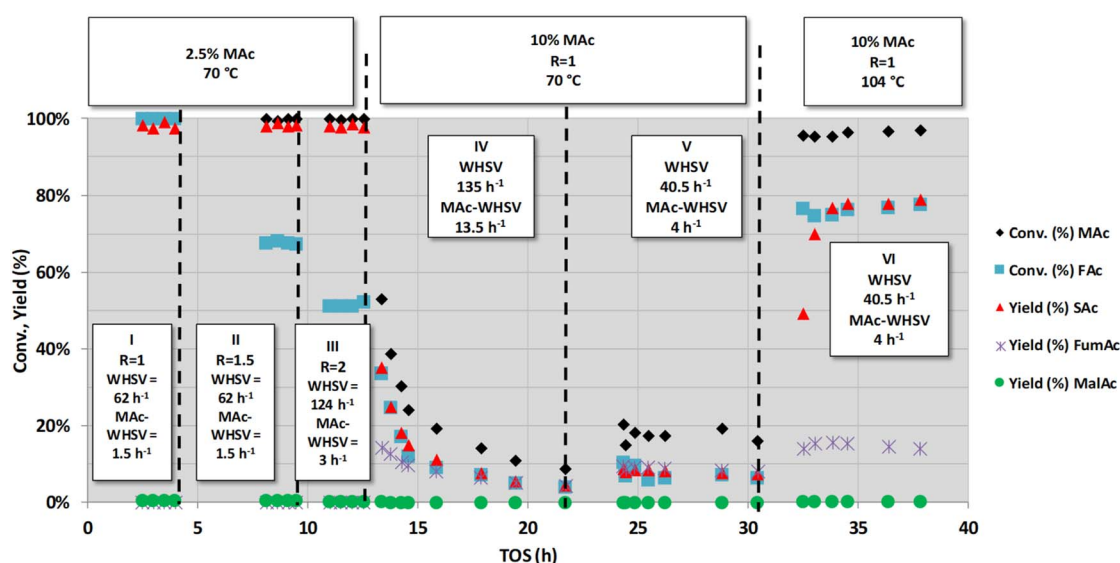 2.5% MAc
70 °C
10% MAc
R=1
70 °C
10% MAc
R=1
104 °C
100%
80%
60%
40%
20%
0%
Conv., Yield (%)
I
R=1
WHSV =
62 h-1
MAc-
WHSV =
1.5 h-1
II
R=1.5
WHSV =
62 h-1
MAc-
WHSV =
1.5 h-1
III
R=2
WHSV =
124 h-1
MAc-
WHSV =
3 h-1
IV
WHSV
135 h-1
MAc-WHSV
13.5 h-1
V
WHSV
40.5 h-1
MAc-WHSV
4 h-1
VI
WHSV
40.5 h-1
MAc-WHSV
4 h-1
Conv. (%) MAc
Conv. (%) FAc
Yield (%) SAc
Yield (%) FumAc
Yield (%) MalAc
0 5 10 15 20 25 30 35 40
TOS (h)